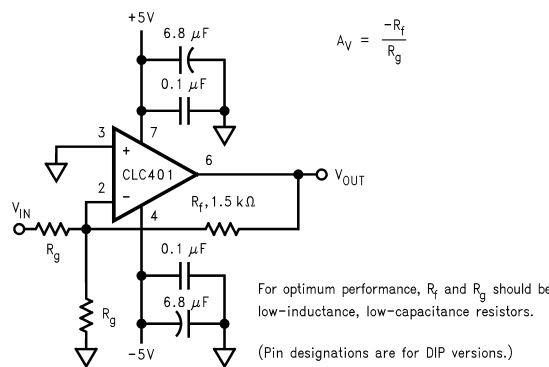 +5V
6.8 μF
A_V = -R_f / R_g
0.1 μF
3
7
+
CLC401
6
V_OUT
2
−
4
R_f, 1.5 kΩ
V_IN
R_g
0.1 μF
R_g
6.8 μF
-5V
For optimum performance, R_f and R_g should be
low-inductance, low-capacitance resistors.
(Pin designations are for DIP versions.)